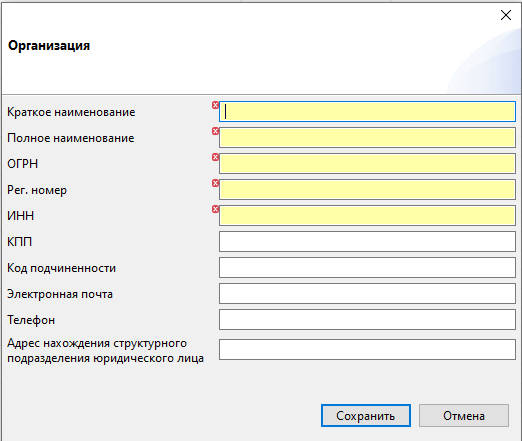 Организация
Краткое наименование
Полное наименование
ОГРН
Рег. номер
ИНН
КПП
Код подчиненности
Электронная почта
Телефон
Адрес нахождения структурного
подразделения юридического лица
Сохранить
Отмена